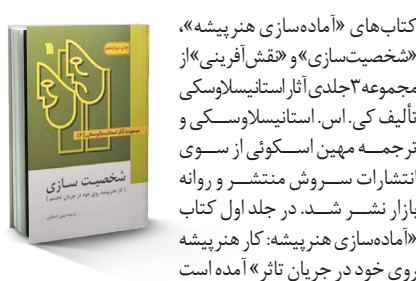 کتاب‌های «آماده‌سازی هنرپیشه»،
«شخصیت‌سازی» و «نقش‌آفرینی» از
مجموعه ۳جلدی آثار استانیسلاوسکی
تألیف کی. اس. استانیسلاوسکی و
ترجمه مهین اسکوئی از سوی
انتشارات سروش منتشر و روانه
بازار نشر شد. در جلد اول کتاب
«آماده‌سازی هنرپیشه: کار هنرپیشه
روی خود در جریان تاثر» آمده است
مجموعه آثار استانیسلاوسکی (۲)
شخصیت سازی
( کار هنرپیشه روی خود در جریان تجسم )
ترجمه مهین اسکوئی